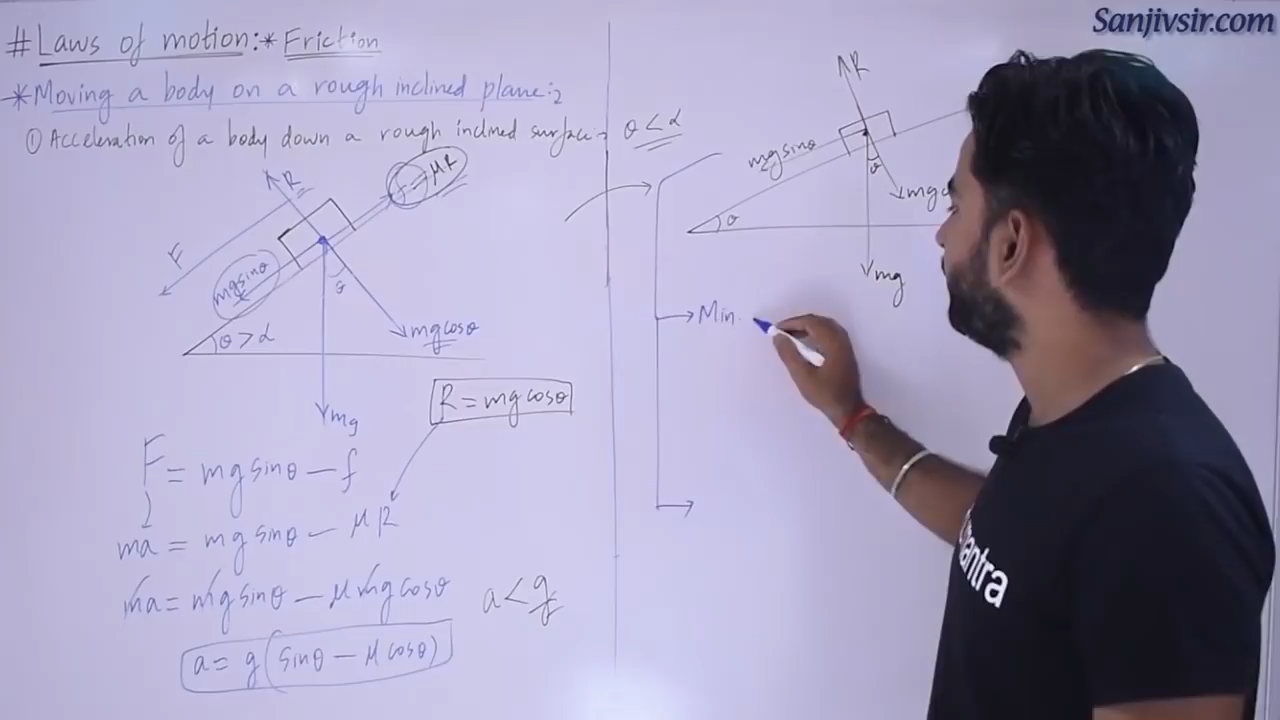 Sanjivsir.com
# Laws of motion:* Friction
* Moving a body on a rough inclined plane:
① Acceleration of a body down a rough inclined surface:
θ < α
R
μR
F
mg sinθ
θ
mg cosθ
θ > α
mg
R = mg cosθ
F = mg sinθ — f
ma = mg sinθ — μR
ma = mg sinθ — μmg cosθ
a < g
a = g(sinθ — μ cosθ)
R
mg sinθ
θ
θ
mg
Min.
antra